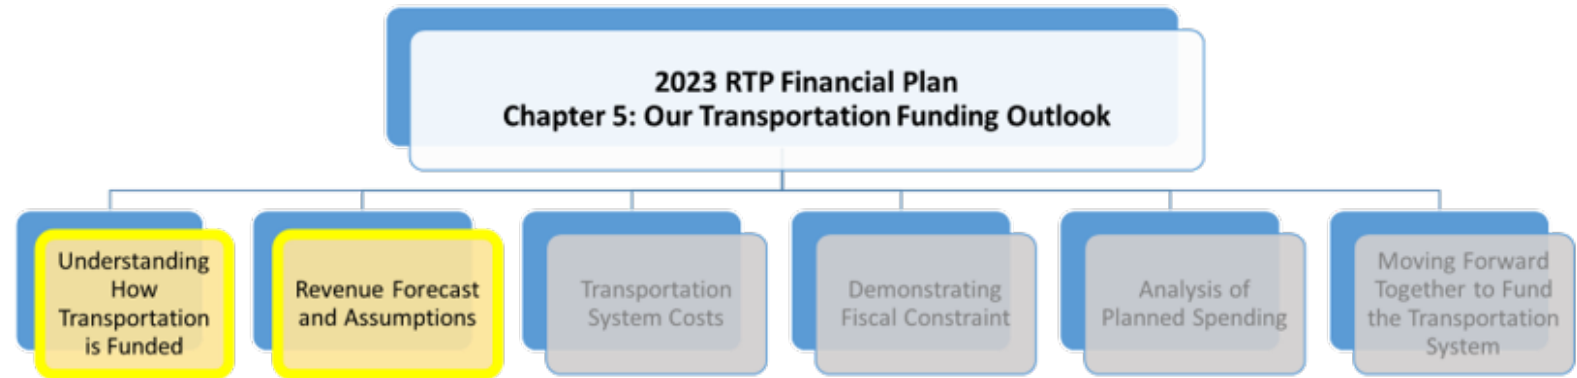 2023 RTP Financial Plan
Chapter 5: Our Transportation Funding Outlook
Understanding
How
Transportation
is Funded
Revenue Forecast
and Assumptions
Transportation
System Costs
Demonstrating
Fiscal Constraint
Analysis of
Planned Spending
Moving Forward
Together to Fund
the Transportation
System